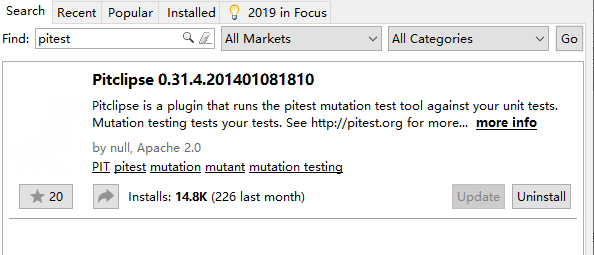 Search Recent Popular Installed 2019 in Focus
Find: pitest All Markets All Categories Go
Pitclipse 0.31.4.201401081810
Pitclipse is a plugin that runs the pitest mutation test tool against your unit tests.
Mutation testing tests your tests. See http://pitest.org for more... more info
by null, Apache 2.0
PIT pitest mutation mutant mutation testing
20 Installs: 14.8K (226 last month) Update Uninstall